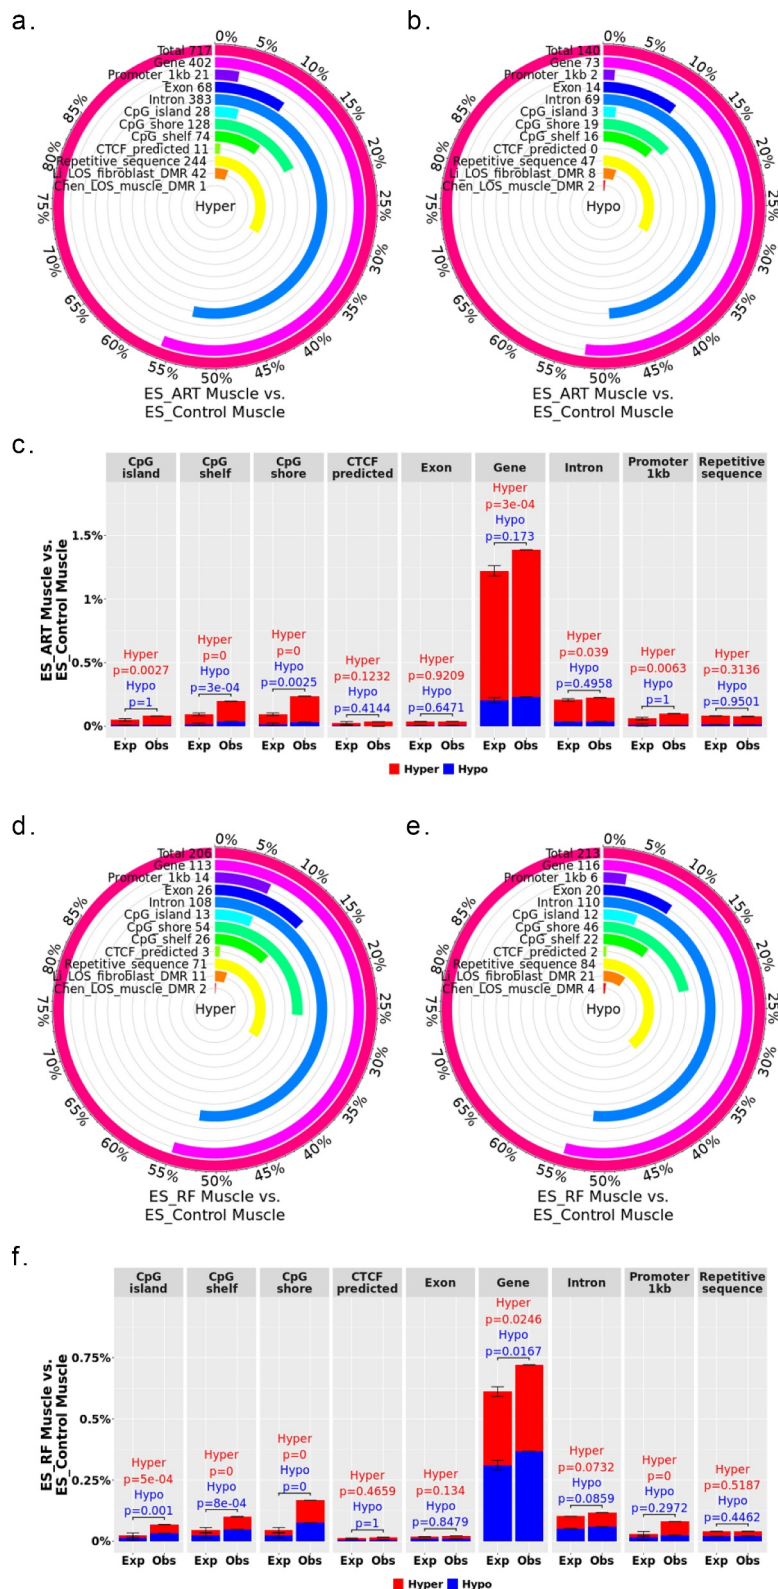 a.
0%
5%
10%
15%
20%
25%
30%
35%
40%
45%
50%
55%
60%
65%
70%
75%
80%
85%
Total 717
Gene 402
Promoter_1kb 21
Exon 68
Intron 383
CpG_island 28
CpG_shore 128
CpG_shelf 74
CTCF_predicted 11
Repetitive_sequence 244
Li_LOS_fibroblast_DMR 42
Chen_LOS_muscle_DMR 1
Hyper
ES_ART Muscle vs.
ES_Control Muscle
b.
0%
5%
10%
15%
20%
25%
30%
35%
40%
45%
50%
55%
60%
65%
70%
75%
80%
85%
Total 140
Gene 73
Promoter_1kb 2
Exon 14
Intron 69
CpG_island 3
CpG_shore 19
CpG_shelf 16
CTCF_predicted 0
Repetitive_sequence 47
Li_LOS_fibroblast_DMR 8
Chen_LOS_muscle_DMR 2
Hypo
ES_ART Muscle vs.
ES_Control Muscle
c.
ES_ART Muscle vs.
ES_Control Muscle
1.5%
1%
0.5%
0%
CpG
island
Hyper
p=0.0027
Hypo
p=1
Exp Obs
CpG
shelf
Hyper
p=0
Hypo
p=3e-04
Exp Obs
CpG
shore
Hyper
p=0
Hypo
p=0.0025
Exp Obs
CTCF
predicted
Hyper
p=0.1232
Hypo
p=0.4144
Exp Obs
Exon
Hyper
p=0.9209
Hypo
p=0.6471
Exp Obs
Gene
Hyper
p=3e-04
Hypo
p=0.173
Exp Obs
Intron
Hyper
p=0.039
Hypo
p=0.4958
Exp Obs
Promoter
1kb
Hyper
p=0.0063
Hypo
p=1
Exp Obs
Repetitive
sequence
Hyper
p=0.3136
Hypo
p=0.9501
Exp Obs
Hyper Hypo
d.
0%
5%
10%
15%
20%
25%
30%
35%
40%
45%
50%
55%
60%
65%
70%
75%
80%
85%
Total 206
Gene 113
Promoter_1kb 14
Exon 26
Intron 108
CpG_island 13
CpG_shore 54
CpG_shelf 26
CTCF_predicted 3
Repetitive_sequence 71
Li_LOS_fibroblast_DMR 11
Chen_LOS_muscle_DMR 2
Hyper
ES_RF Muscle vs.
ES_Control Muscle
e.
0%
5%
10%
15%
20%
25%
30%
35%
40%
45%
50%
55%
60%
65%
70%
75%
80%
85%
Total 213
Gene 116
Promoter_1kb 6
Exon 20
Intron 110
CpG_island 12
CpG_shore 46
CpG_shelf 22
CTCF_predicted 2
Repetitive_sequence 84
Li_LOS_fibroblast_DMR 21
Chen_LOS_muscle_DMR 4
Hypo
ES_RF Muscle vs.
ES_Control Muscle
f.
ES_RF Muscle vs.
ES_Control Muscle
0.75%
0.5%
0.25%
0%
CpG
island
Hyper
p=5e-04
Hypo
p=0.001
Exp Obs
CpG
shelf
Hyper
p=0
Hypo
p=8e-04
Exp Obs
CpG
shore
Hyper
p=0
Hypo
p=0
Exp Obs
CTCF
predicted
Hyper
p=0.4659
Hypo
p=1
Exp Obs
Exon
Hyper
p=0.134
Hypo
p=0.8479
Exp Obs
Gene
Hyper
p=0.0246
Hypo
p=0.0167
Exp Obs
Intron
Hyper
p=0.0732
Hypo
p=0.0859
Exp Obs
Promoter
1kb
Hyper
p=0
Hypo
p=0.2972
Exp Obs
Repetitive
sequence
Hyper
p=0.5187
Hypo
p=0.4462
Exp Obs
Hyper Hypo